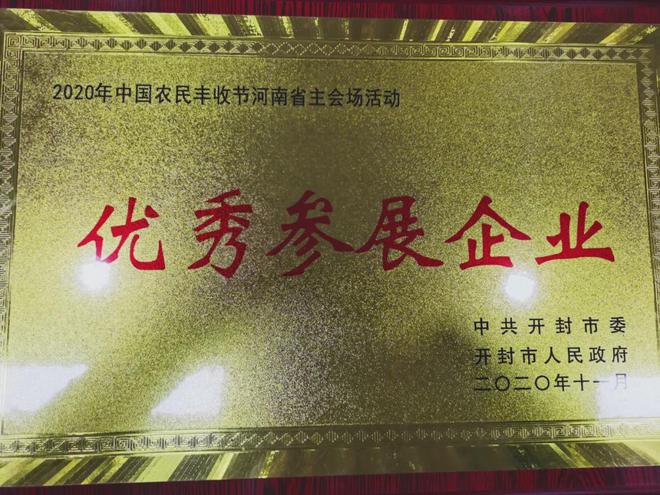 2020年中国农民丰收节河南省主会场活动
优秀参展企业
中共开封市委
开封市人民政府
二〇二〇年十一月